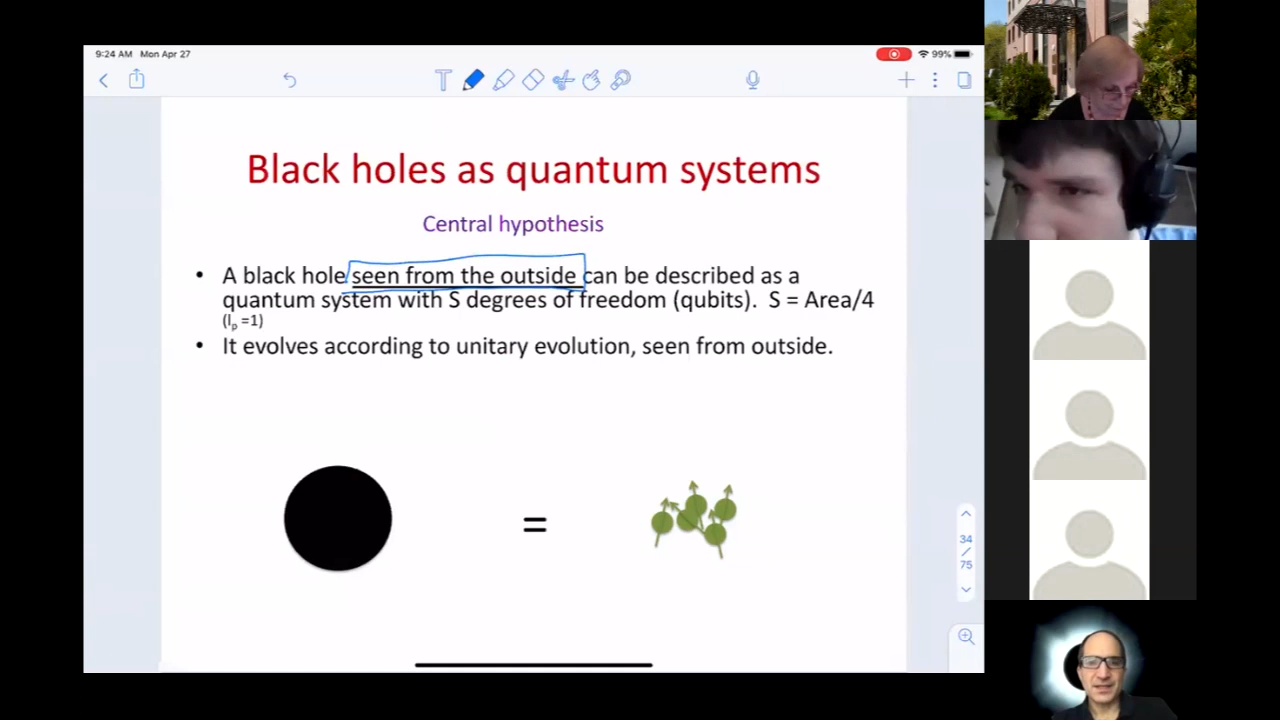 9:24 AM Mon Apr 27
99%
T
Black holes as quantum systems
Central hypothesis
• A black hole seen from the outside can be described as a
quantum system with S degrees of freedom (qubits). S = Area/4
(lp =1)
• It evolves according to unitary evolution, seen from outside.
=
34
/
75